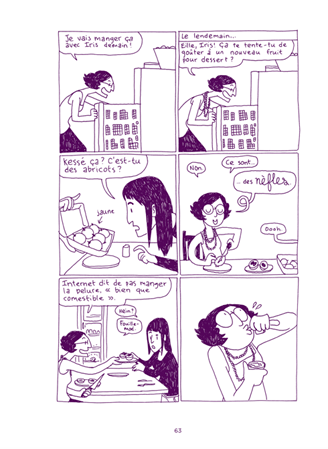 Je vais manger ça
avec Iris demain !
Le lendemain...
Elle, Iris! Ça te tente-tu de
goûter à un nouveau fruit
pour dessert ?
Kessé ça? C'est-tu
des abricots ?
jaune
Non.
Ce sont...
... des nèfles.
Oooh.
Internet dit de pas manger
la pelure, « bien que
comestible ».
Hein?
63